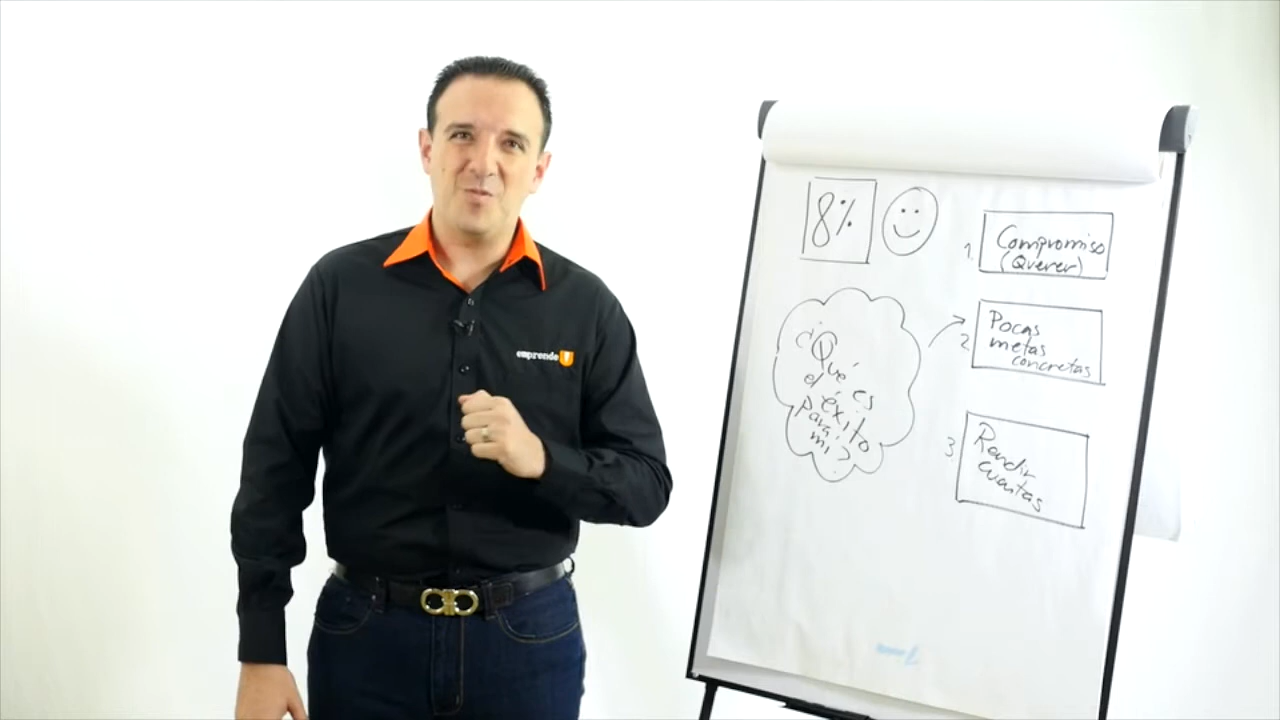 emprende
8%
1. Compromiso
(Querer)
¿Qué
es
el éxito
para
mí?
2. Pocas
metas
concretas
3. Rendir
cuentas